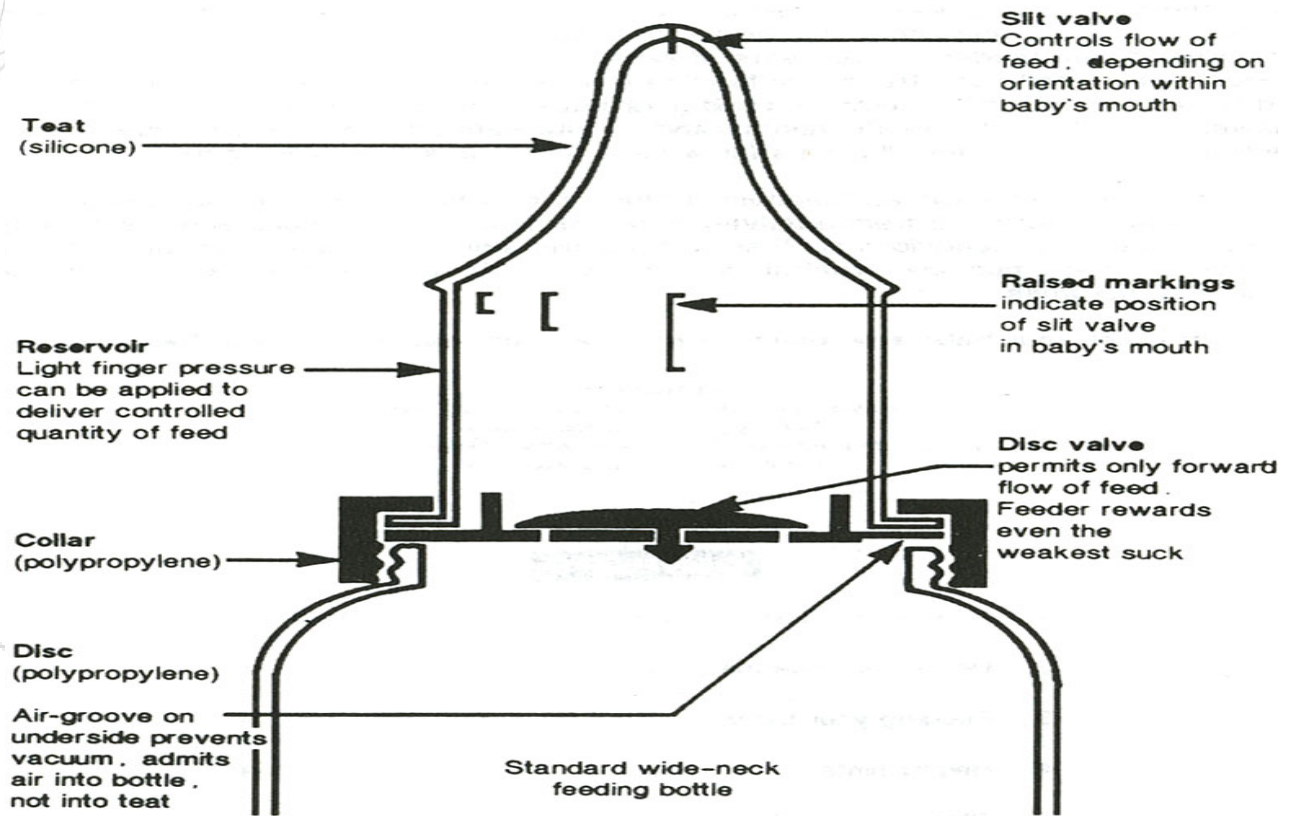 Slit valve
Controls flow of
feed, depending on
orientation within
baby's mouth
Teat
(silicone)
Raised markings
indicate position
of slit valve
in baby's mouth
Reservoir
Light finger pressure
can be applied to
deliver controlled
quantity of feed
Disc valve
permits only forward
flow of feed.
Feeder rewards
even the
weakest suck
Collar
(polypropylene)
Disc
(polypropylene)
Air-groove on
underside prevents
vacuum, admits
air into bottle,
not into teat
Standard wide-neck
feeding bottle